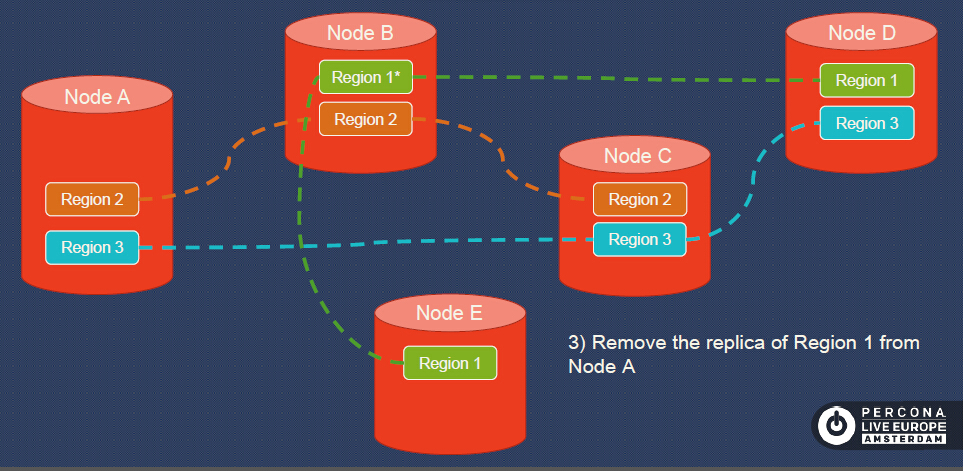 Node A
Region 2
Region 3
Node B
Region 1*
Region 2
Node C
Region 2
Region 3
Node D
Region 1
Region 3
Node E
Region 1
3) Remove the replica of Region 1 from
Node A
PERCONA
LIVE EUROPE
AMSTERDAM